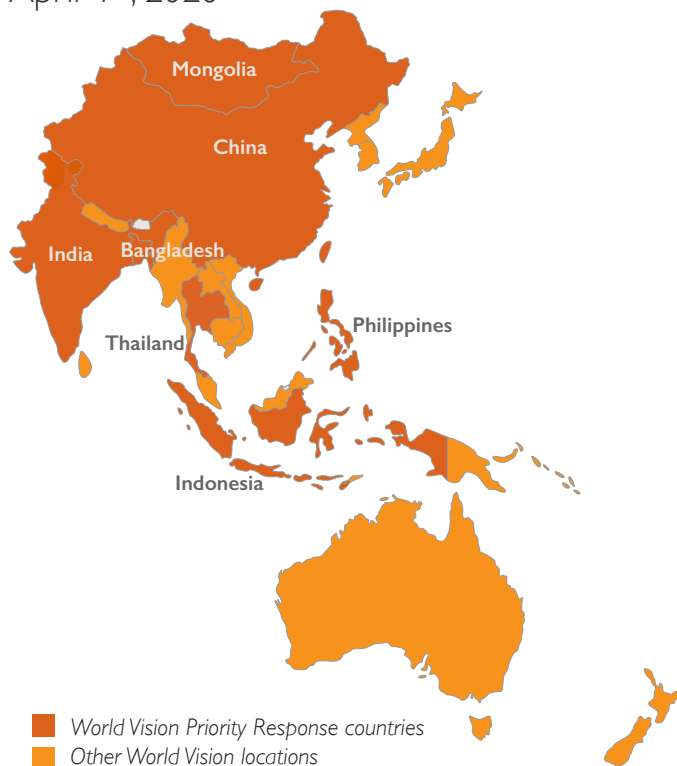 Mongolia
China
India
Bangladesh
Philippines
Thailand
Indonesia
World Vision Priority Response countries
Other World Vision locations